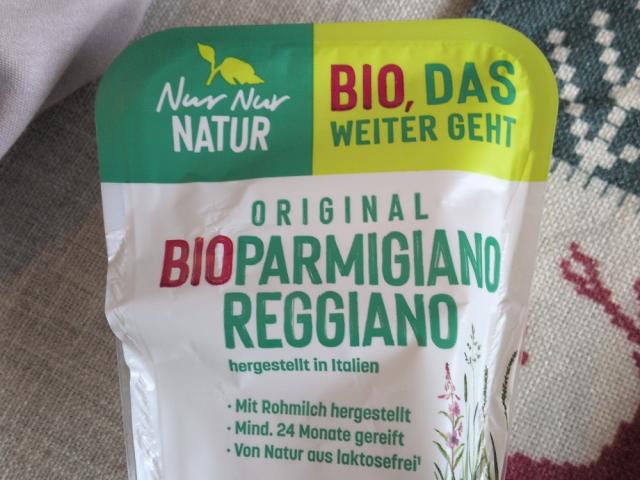 Nur Nur
NATUR
BIO, DAS
WEITER GEHT
ORIGINAL
BIOPARMIGIANO
REGGIANO
hergestellt in Italien
· Mit Rohmilch hergestellt
· Mind. 24 Monate gereift
· Von Natur aus laktosefrei¹